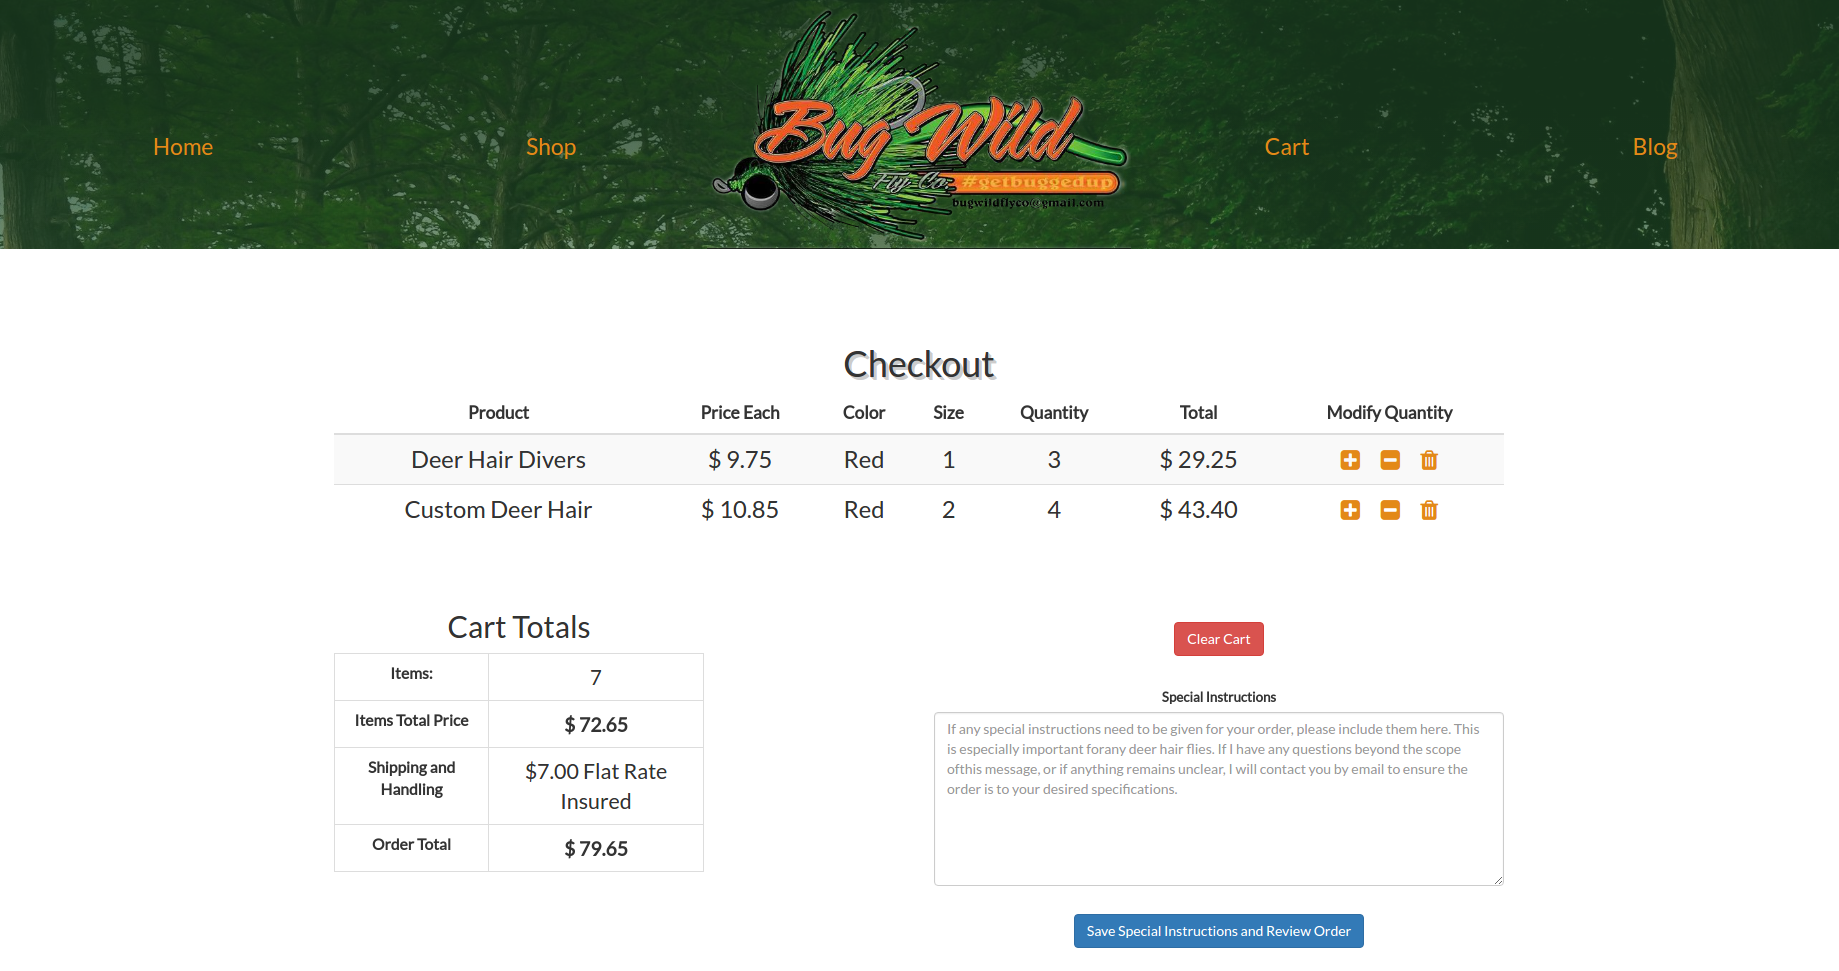 Home
Shop
Bug Wild
Fly Co. #getbuggedup
bugwildflyco@gmail.com
Cart
Blog
Checkout
Product Price Each Color Size Quantity Total Modify Quantity
Deer Hair Divers $ 9.75 Red 1 3 $ 29.25
Custom Deer Hair $ 10.85 Red 2 4 $ 43.40
Cart Totals
Items: 7
Items Total Price $ 72.65
Shipping and Handling $7.00 Flat Rate Insured
Order Total $ 79.65
Clear Cart
Special Instructions
If any special instructions need to be given for your order, please include them here. This
is especially important forany deer hair flies. If I have any questions beyond the scope
ofthis message, or if anything remains unclear, I will contact you by email to ensure the
order is to your desired specifications.
Save Special Instructions and Review Order